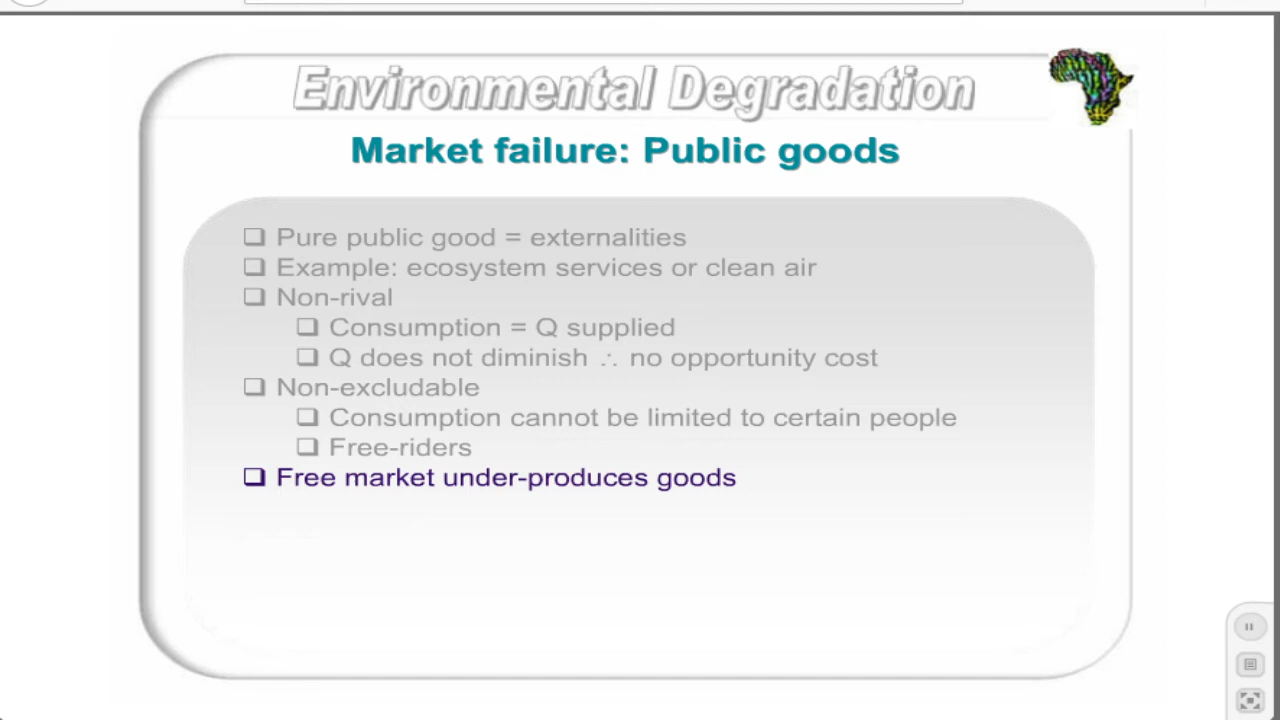 Environmental Degradation
Market failure: Public goods
❑ Pure public good = externalities
❑ Example: ecosystem services or clean air
❑ Non-rival
❑ Consumption = Q supplied
❑ Q does not diminish ∴ no opportunity cost
❑ Non-excludable
❑ Consumption cannot be limited to certain people
❑ Free-riders
❑ Free market under-produces goods